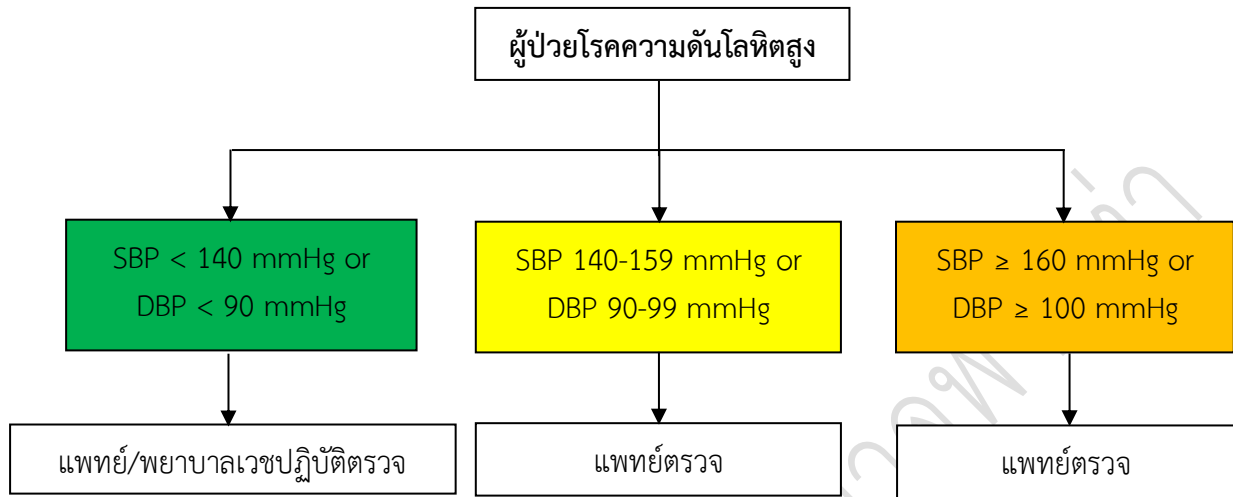 ผู้ป่วยโรคความดันโลหิตสูง
SBP < 140 mmHg or
DBP < 90 mmHg
SBP 140-159 mmHg or
DBP 90-99 mmHg
SBP ≥ 160 mmHg or
DBP ≥ 100 mmHg
แพทย์/พยาบาลเวชปฏิบัติตรวจ
แพทย์ตรวจ
แพทย์ตรวจ